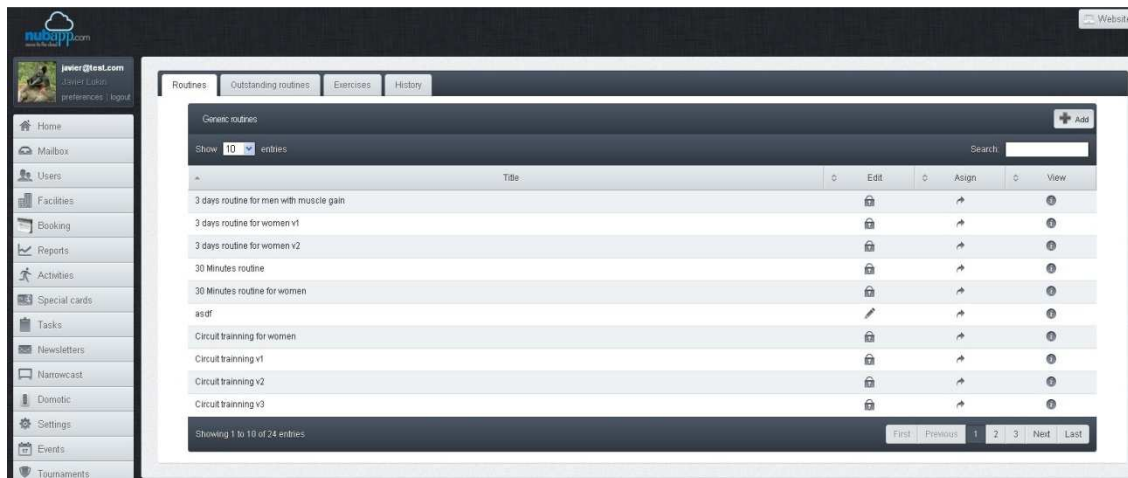 nubapp.com
Website
javier@test.com
Javier Lukin
preferences | logout
Home
Mailbox
Users
Facilities
Booking
Reports
Activities
Special cards
Tasks
Newsletters
Narrowcast
Domotic
Settings
Events
Tournaments
Routines Outstanding routines Exercises History
Generic routines Add
Show 10 entries Search:
Title Edit Asign View
3 days routine for men with muscle gain
3 days routine for women v1
3 days routine for women v2
30 Minutes routine
30 Minutes routine for women
asdf
Circuit trainning for women
Circuit trainning v1
Circuit trainning v2
Circuit trainning v3
Showing 1 to 10 of 24 entries First Previous 1 2 3 Next Last